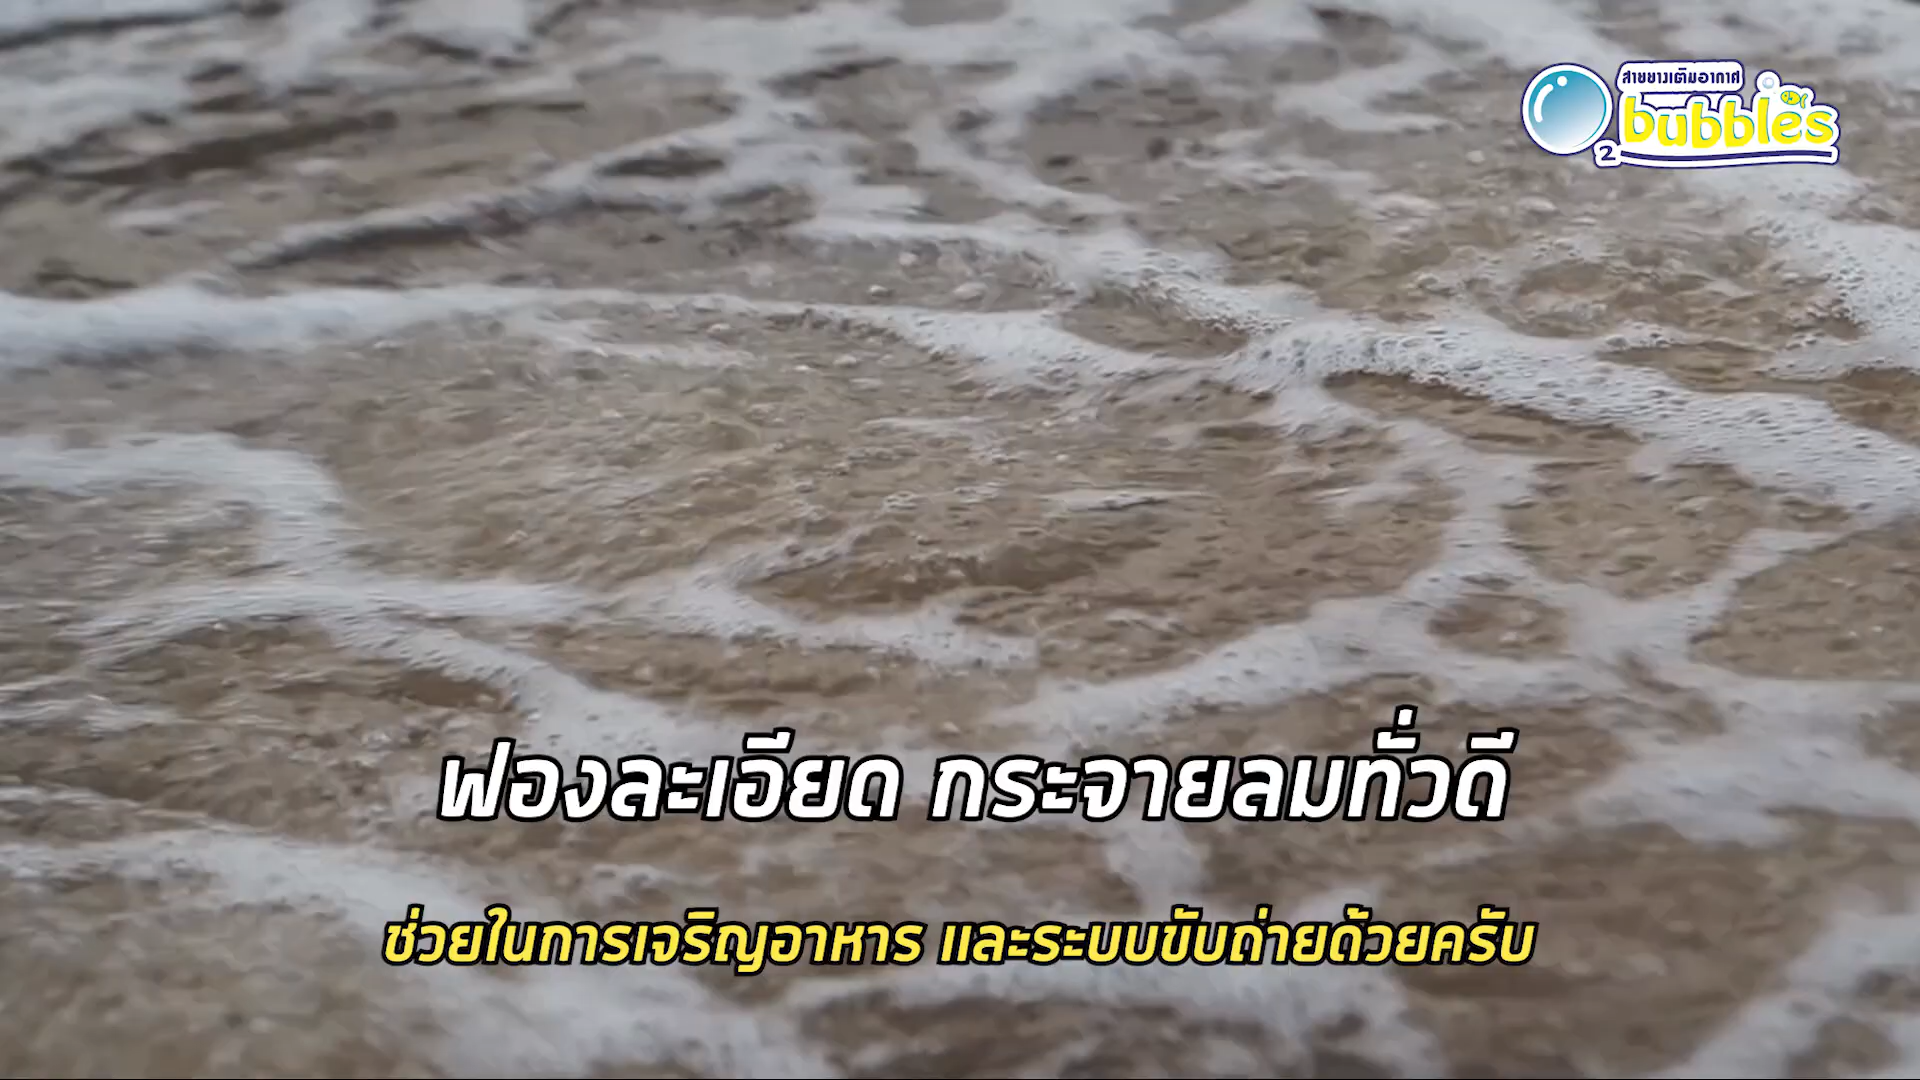 สายยางเติมอากาศ
O2 bubbles
ฟองละเอียด กระจายลมทั่วดี
ช่วยในการเจริญอาหาร และระบบขับถ่ายด้วยครับ